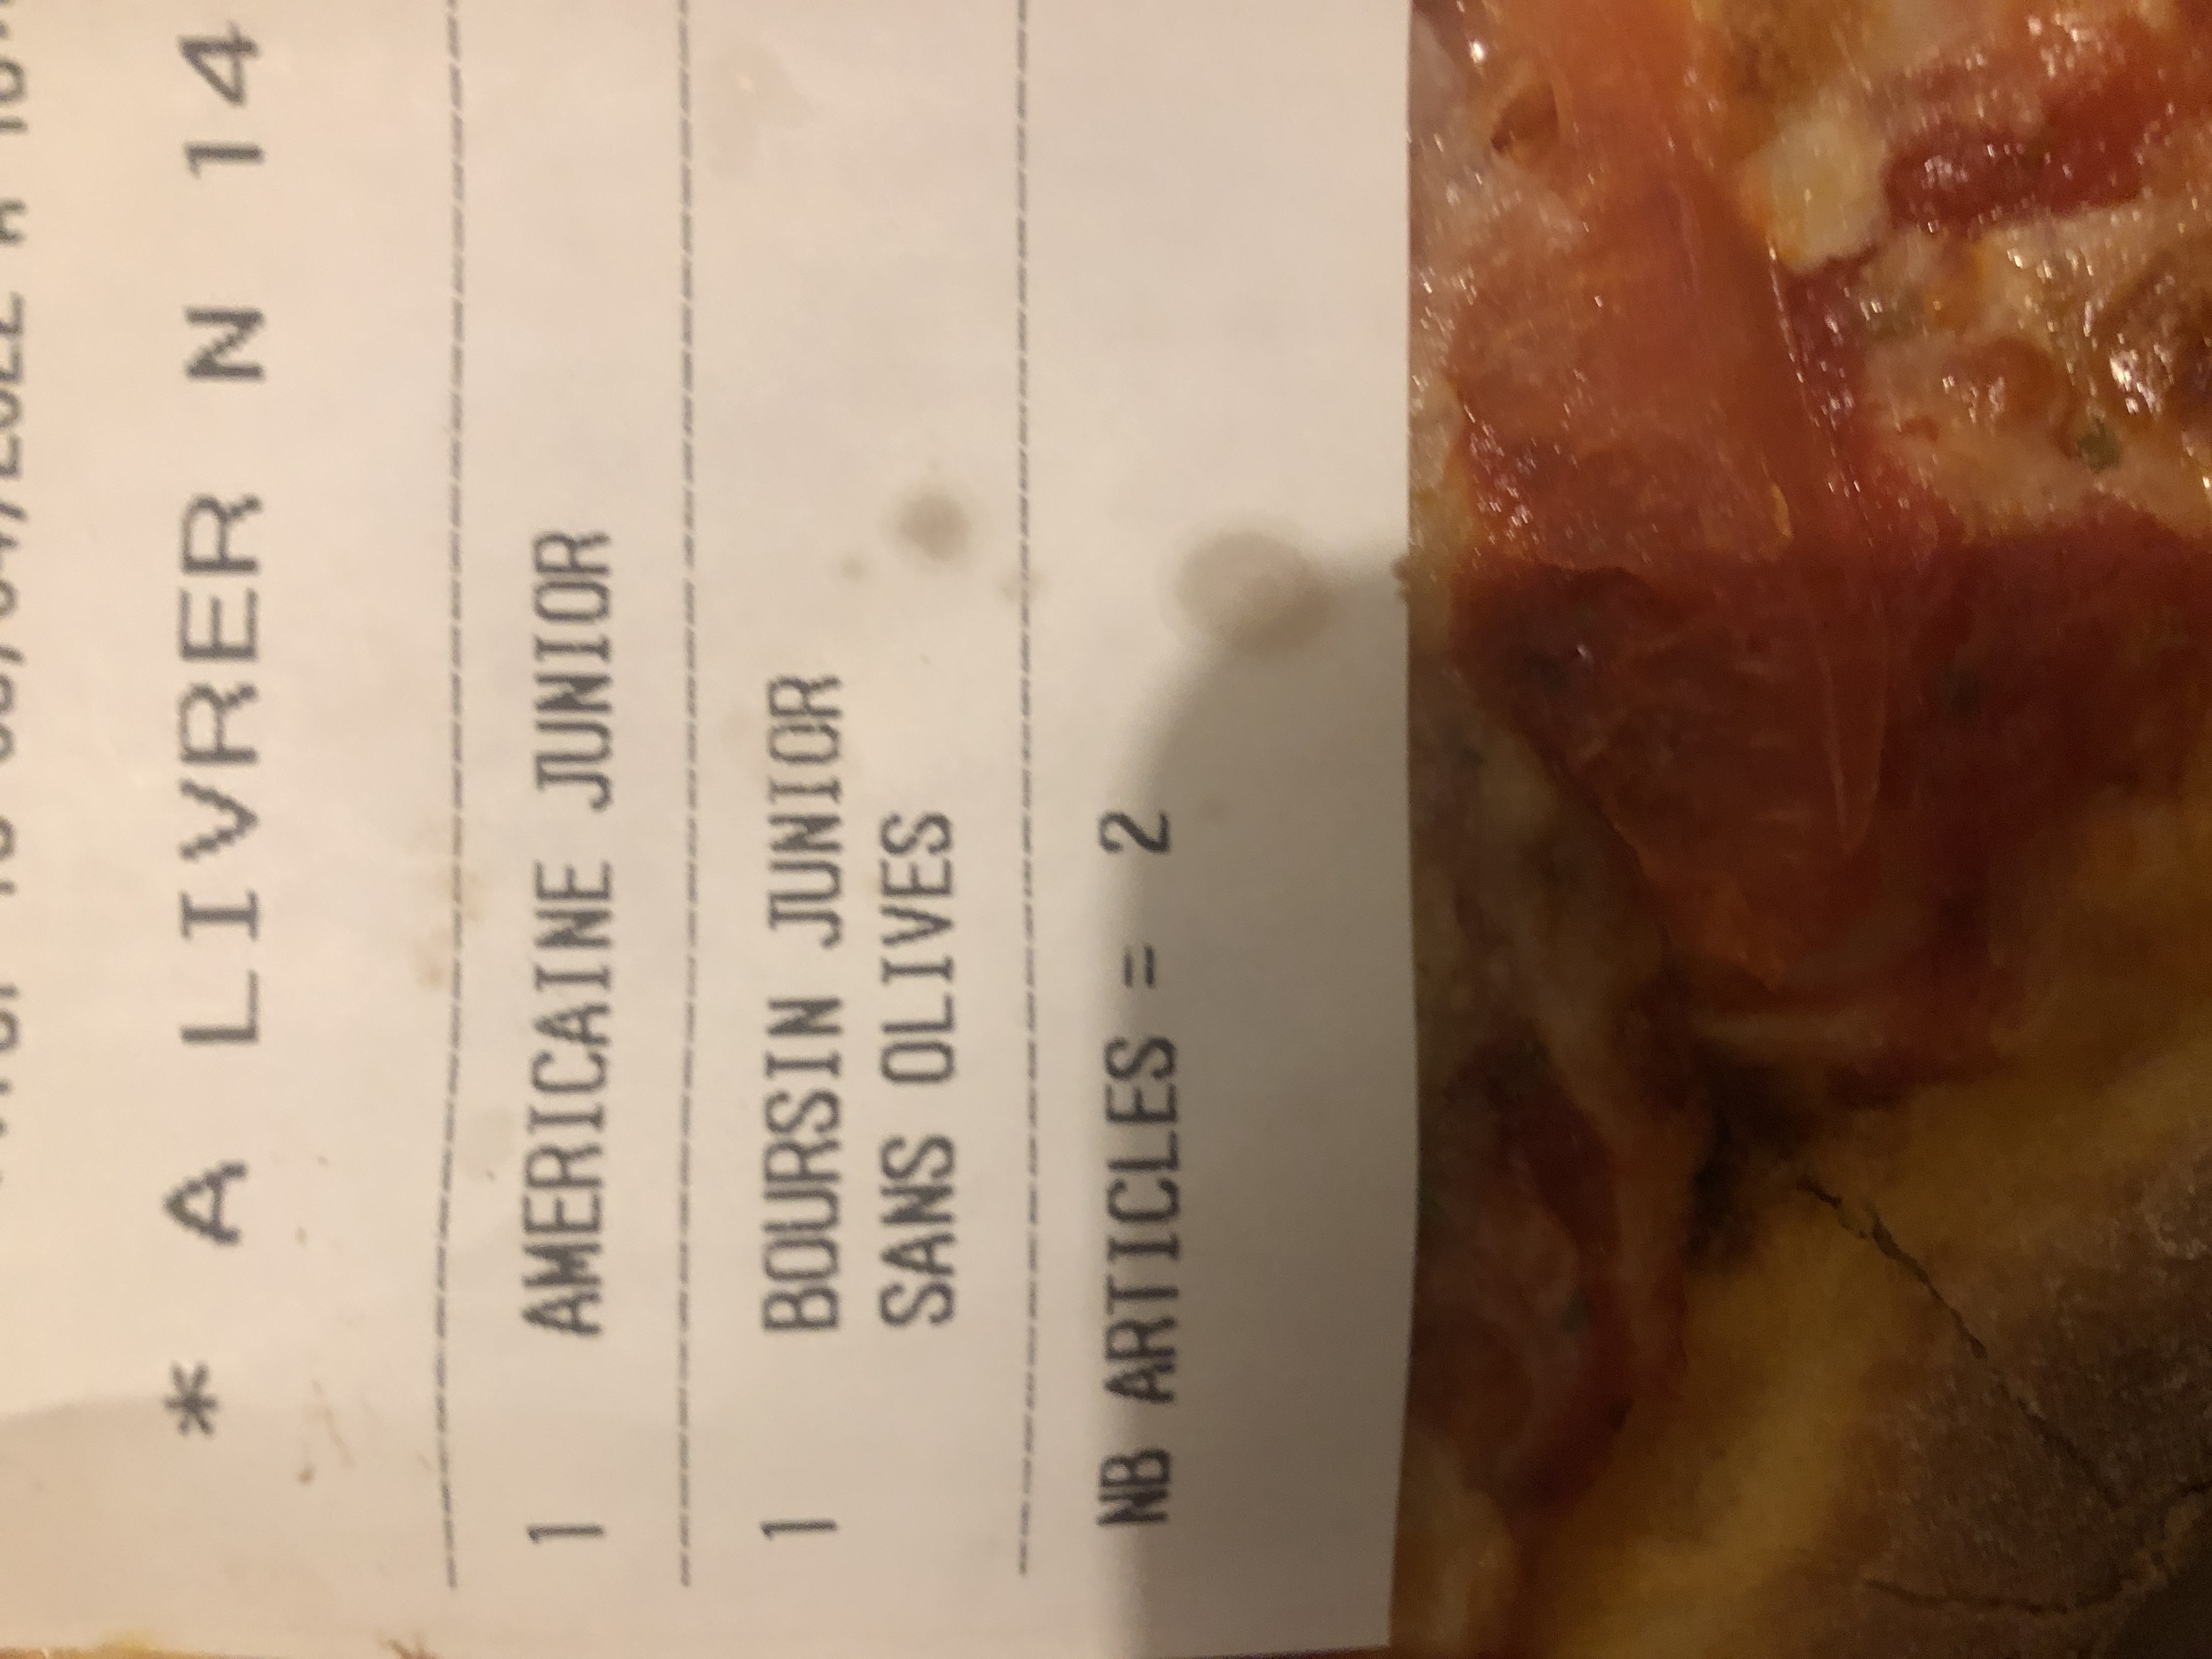 * A LIVRER N 14
1 AMERICAINE JUNIOR
1 BOURSIN JUNIOR
SANS OLIVES
NB ARTICLES = 2